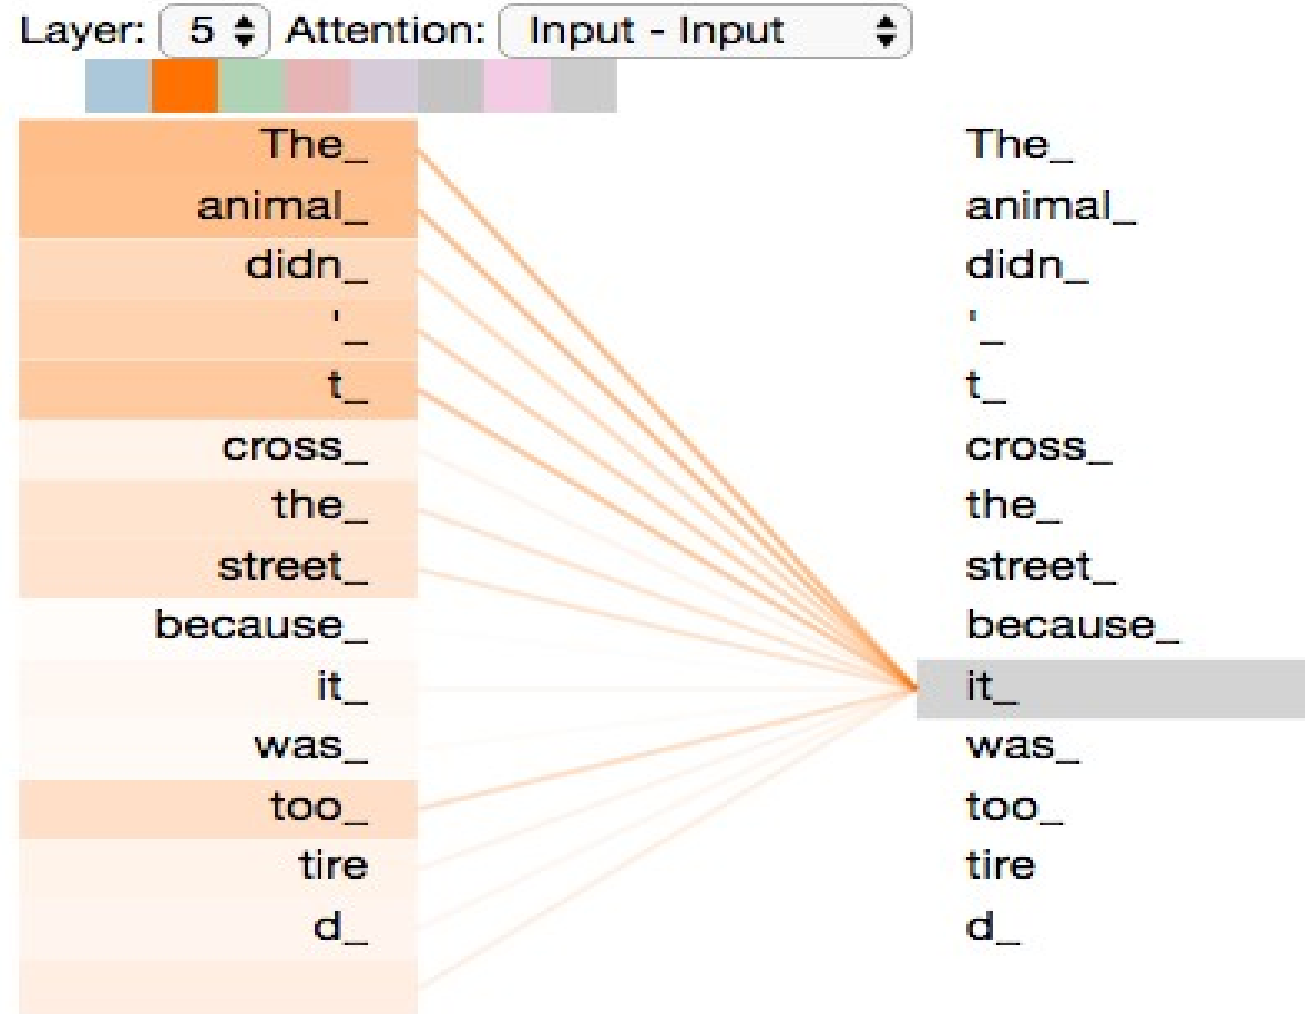 Layer: 5 Attention: Input - Input
The_ The_
animal_ animal_
didn_ didn_
'_ '_
t_ t_
cross_ cross_
the_ the_
street_ street_
because_ because_
it_ it_
was_ was_
too_ too_
tire tire
d_ d_